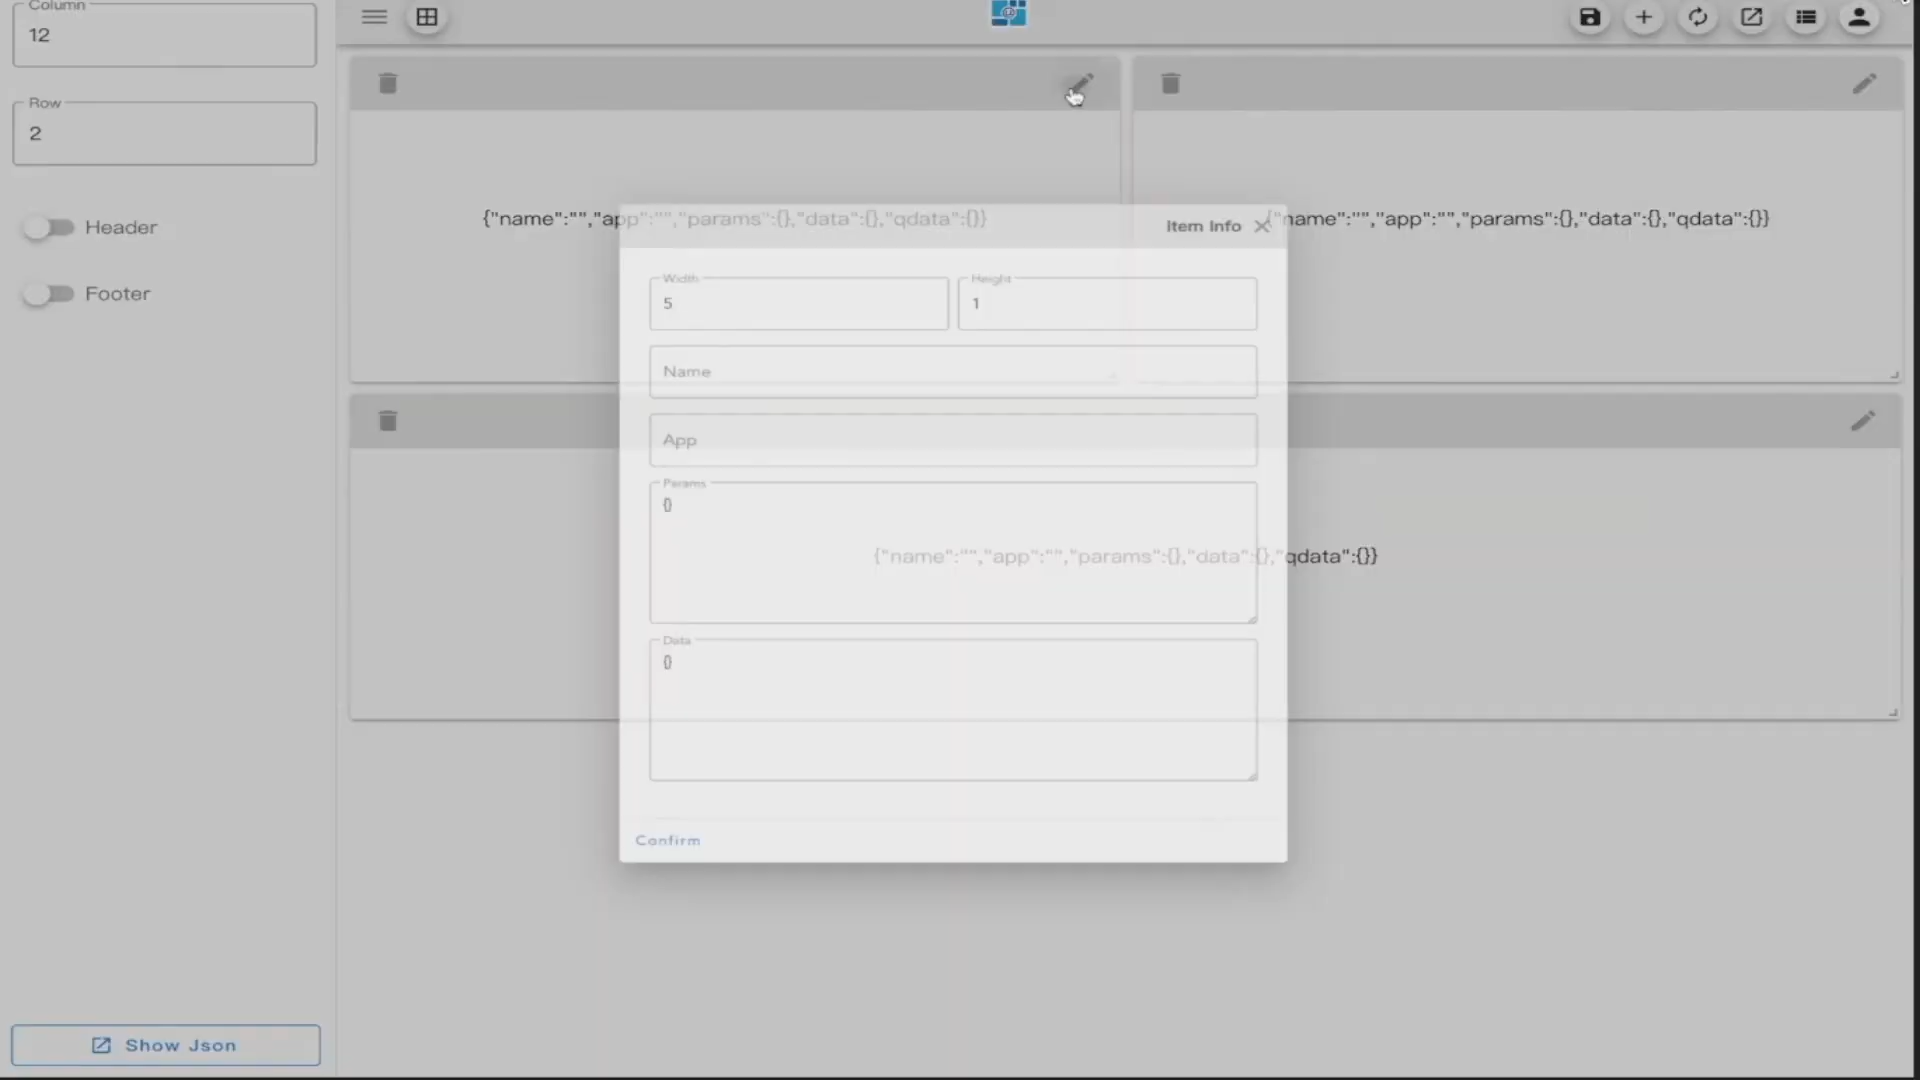 Column
12
Row
2
Header
Footer
Show Json
{"name":"","app":"","params":{},"data":{},"qdata":{}}
{"name":"","app":"","params":{},"data":{},"qdata":{}}
Item Info
Width
5
Height
1
Name
App
Params
{}
{"name":"","app":"","params":{},"data":{},"qdata":{}}
Data
{}
Confirm